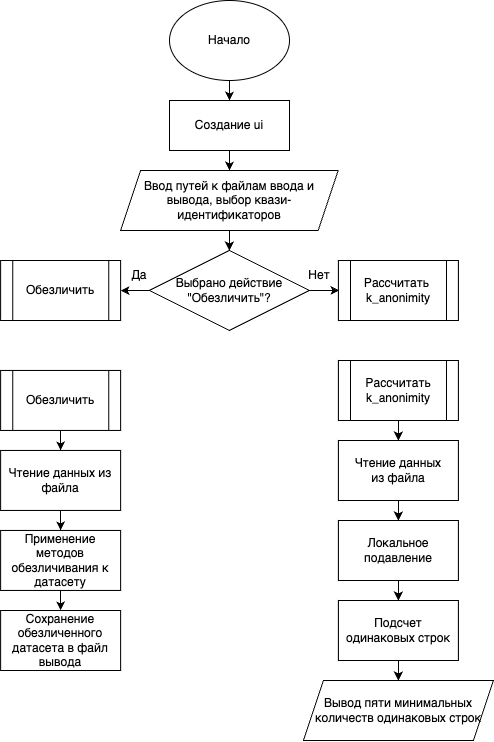 Начало
Создание ui
Ввод путей к файлам ввода и
вывода, выбор квази-
идентификаторов
Да
Выбрано действие
"Обезличить"?
Нет
Обезличить
Рассчитать
k_anonimity
Обезличить
Чтение данных из
файла
Применение
методов
обезличивания к
датасету
Сохранение
обезличенного
датасета в файл
вывода
Рассчитать
k_anonimity
Чтение данных
из файла
Локальное
подавление
Подсчет
одинаковых строк
Вывод пяти минимальных
количеств одинаковых строк